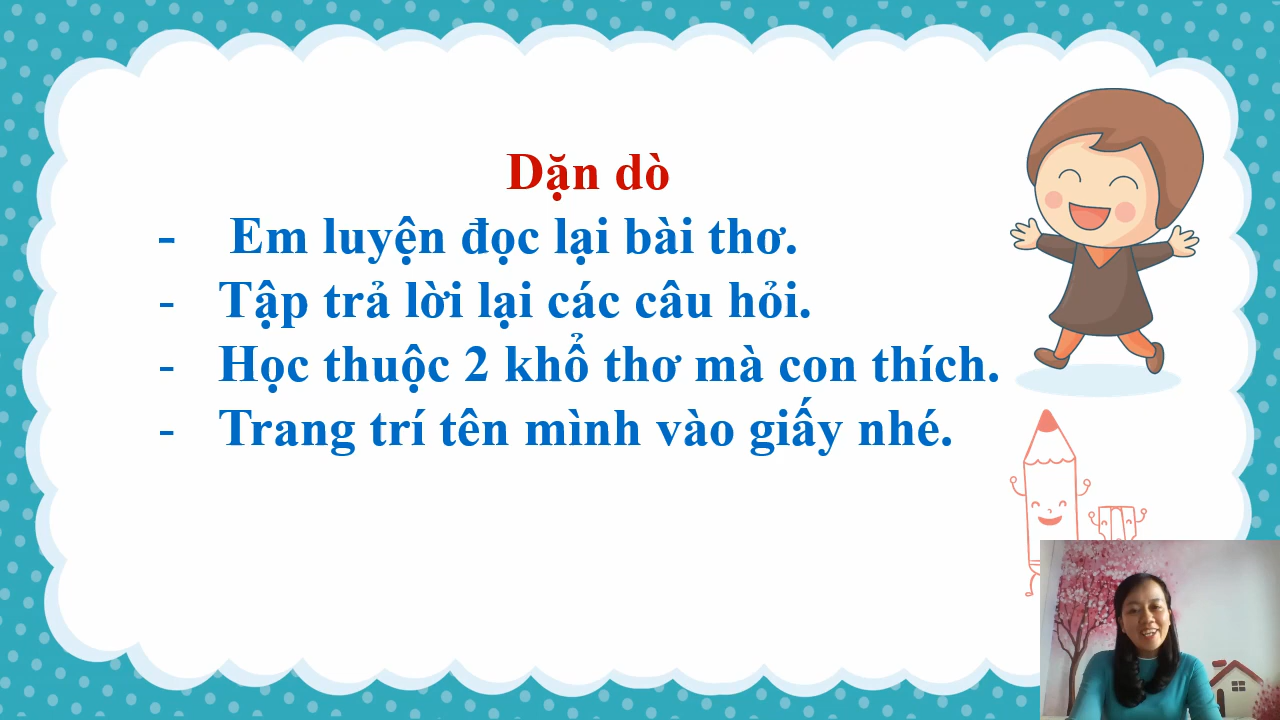 Dặn dò
- Em luyện đọc lại bài thơ.
- Tập trả lời lại các câu hỏi.
- Học thuộc 2 khổ thơ mà con thích.
- Trang trí tên mình vào giấy nhé.